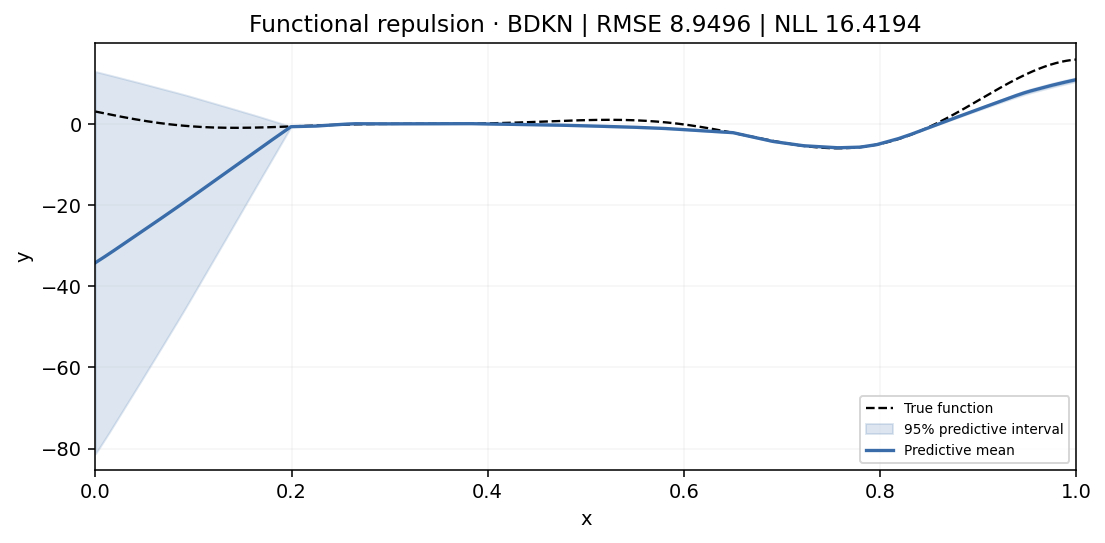 Functional repulsion · BDKN | RMSE 8.9496 | NLL 16.4194
y
0
−20
−40
−60
−80
True function
95% predictive interval
Predictive mean
0.0 0.2 0.4 0.6 0.8 1.0
x